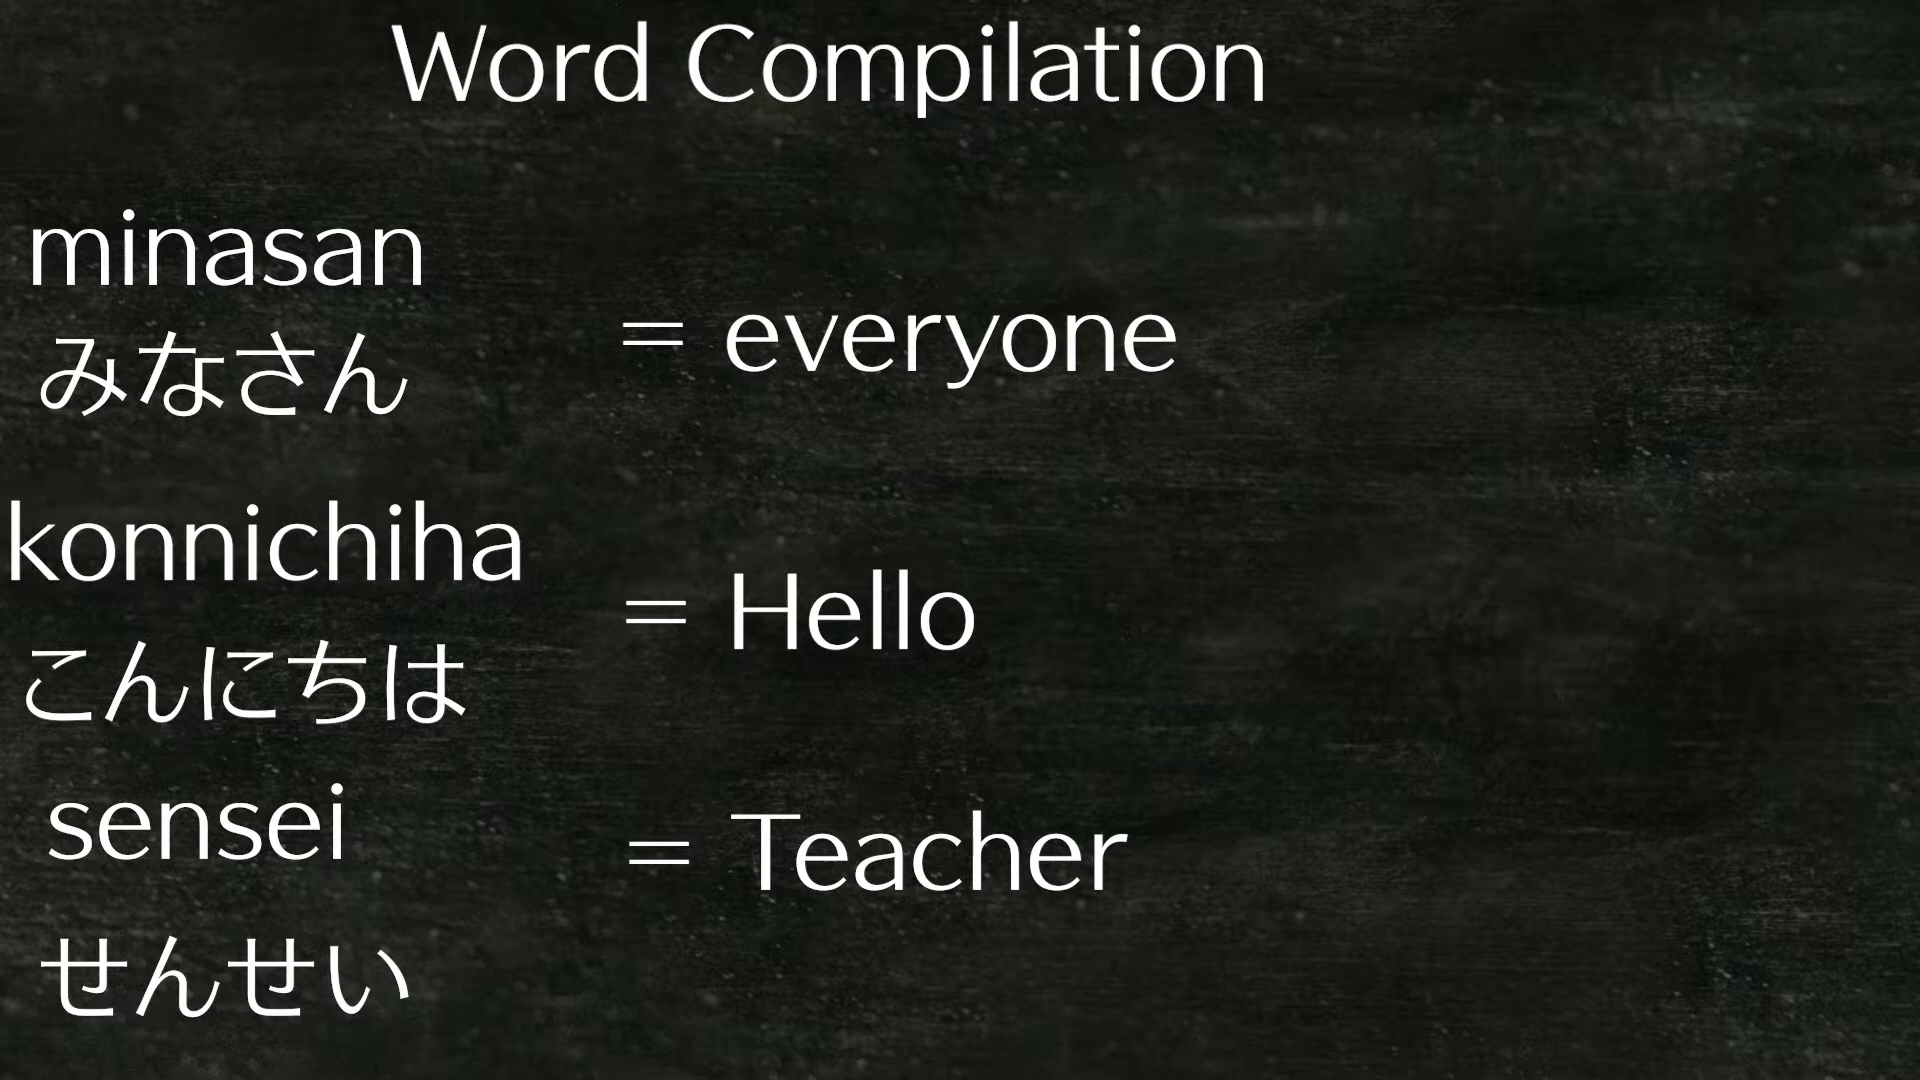 Word Compilation
minasan
みなさん
= everyone
konnichiha
こんにちは
= Hello
sensei
せんせい
= Teacher